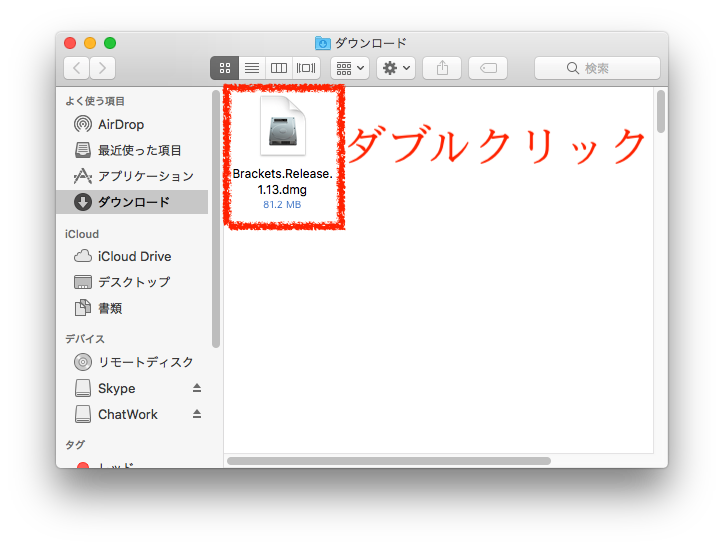 ダウンロード
検索
よく使う項目
AirDrop
最近使った項目
アプリケーション
ダウンロード
iCloud
iCloud Drive
デスクトップ
書類
デバイス
リモートディスク
Skype
ChatWork
タグ
レッド
Brackets.Release.
1.13.dmg
81.2 MB
ダブルクリック